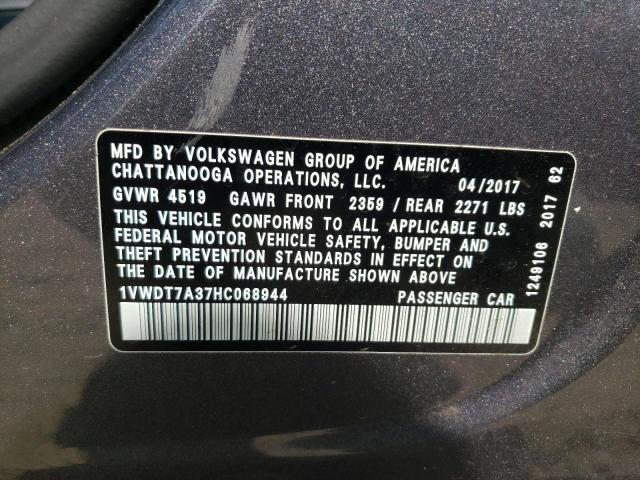 MFD BY VOLKSWAGEN GROUP OF AMERICA
CHATTANOOGA OPERATIONS, LLC. 04/2017
GVWR 4519 GAWR FRONT 2359 / REAR 2271 LBS
THIS VEHICLE CONFORMS TO ALL APPLICABLE U.S.
FEDERAL MOTOR VEHICLE SAFETY, BUMPER AND
THEFT PREVENTION STANDARDS IN EFFECT ON
THE DATE OF MANUFACTURE SHOWN ABOVE
1VWDT7A37HC068944 PASSENGER CAR
1249106 2017 62